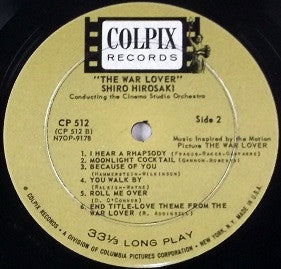 COLPIX
RECORDS
"THE WAR LOVER"
SHIRO HIROSAKI
Conducting the Cinema Studio Orchestra
CP 512
(CP 512 B)
N7OP-9178
Side 2
Music Inspired by the Motion
Picture THE WAR LOVER
1. I HEAR A RHAPSODY (Fragos-Baker-Gasparre)
2. MOONLIGHT COCKTAIL (Gannon-Roberts)
3. BECAUSE OF YOU
(Hammerstein-Wilkinson)
4. YOU WALK BY
(Raleigh-Wayne)
5. ROLL ME OVER
(D. O'Connor)
6. END TITLE-LOVE THEME FROM THE
WAR LOVER (R. Addinsell)
33⅓ LONG PLAY
COLPIX RECORDS - A DIVISION OF COLUMBIA PICTURES CORPORATION - NEW YORK, N.Y. MADE IN U.S.A.